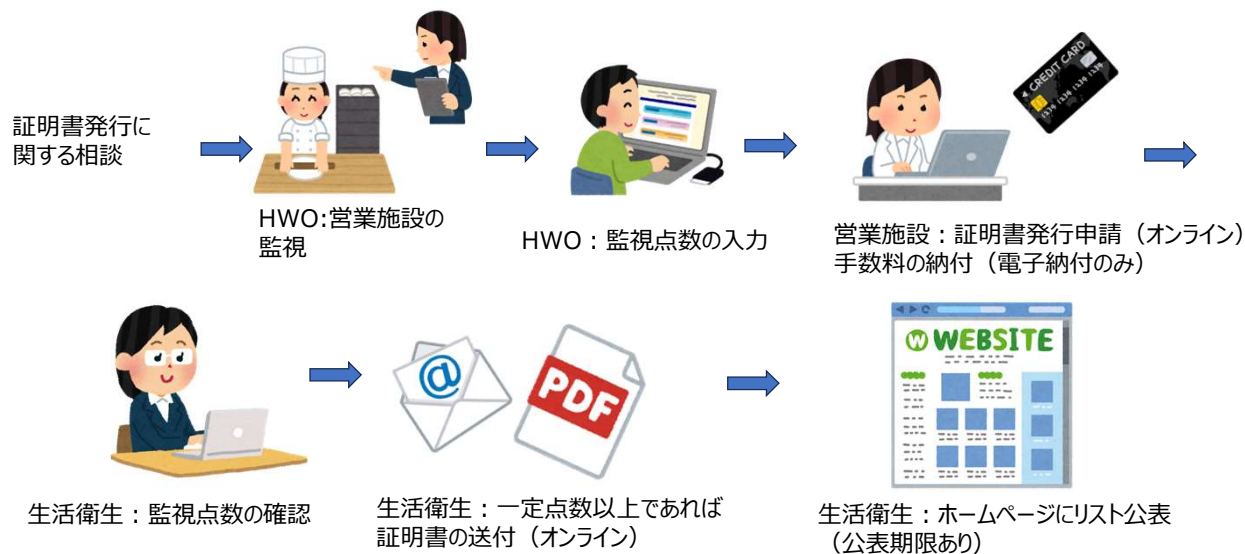 証明書発行に
関する相談
HWO:営業施設の
監視
HWO：監視点数の入力
CREDIT CARD
1234 1234 1234 1234
営業施設：証明書発行申請（オンライン）
手数料の納付（電子納付のみ）
生活衛生：監視点数の確認
@
PDF
生活衛生：一定点数以上であれば
証明書の送付（オンライン）
W WEBSITE
生活衛生：ホームページにリスト公表
（公表期限あり）